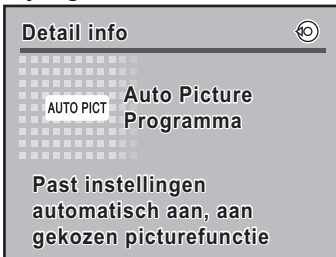 Detail info
AUTO PICT
Auto Picture
Programma
Past instellingen
automatisch aan, aan
gekozen picturefunctie